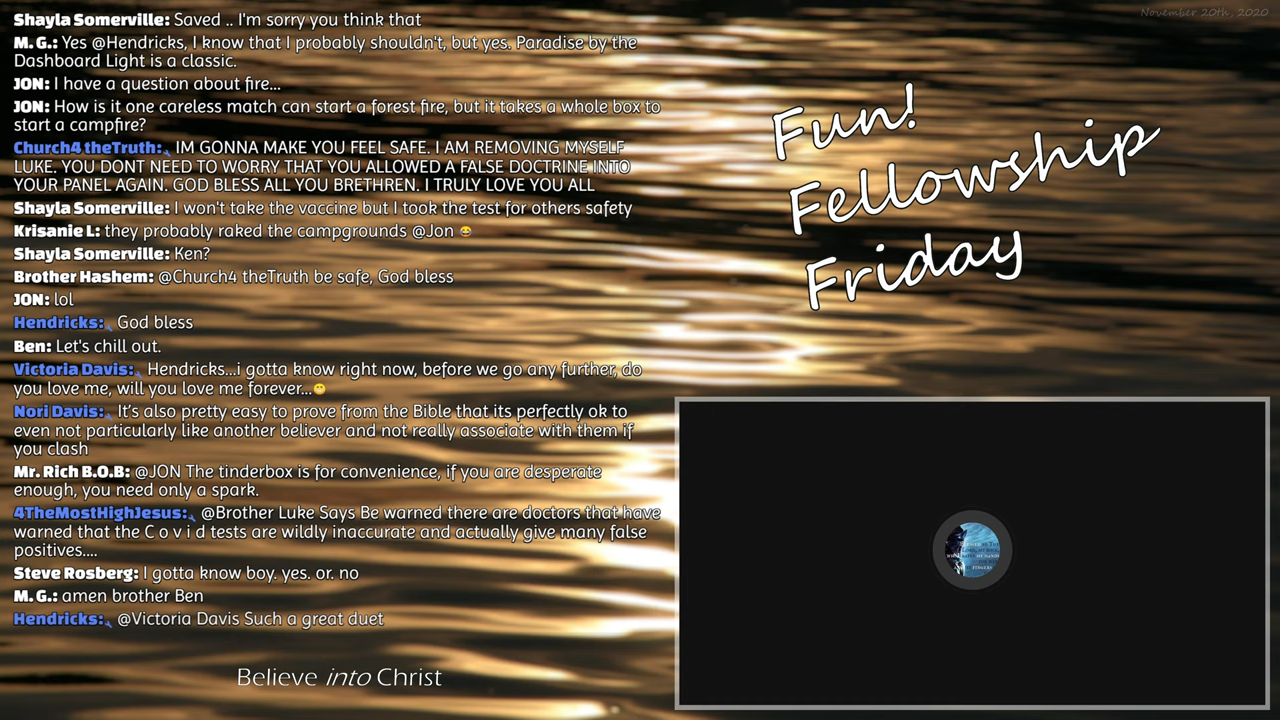 November 20th, 2020
Shayla Somerville: Saved .. I'm sorry you think that
M. G.: Yes @Hendricks, I know that I probably shouldn't, but yes. Paradise by the
Dashboard Light is a classic.
JON: I have a question about fire...
JON: How is it one careless match can start a forest fire, but it takes a whole box to
start a campfire?
Church4 theTruth: IM GONNA MAKE YOU FEEL SAFE. I AM REMOVING MYSELF
LUKE. YOU DONT NEED TO WORRY THAT YOU ALLOWED A FALSE DOCTRINE INTO
YOUR PANEL AGAIN. GOD BLESS ALL YOU BRETHREN. I TRULY LOVE YOU ALL
Shayla Somerville: I won't take the vaccine but I took the test for others safety
Krisanie L: they probably raked the campgrounds @Jon 😂
Shayla Somerville: Ken?
Brother Hashem: @Church4 theTruth be safe, God bless
JON: lol
Hendricks: God bless
Ben: Let's chill out.
Victoria Davis: Hendricks...i gotta know right now, before we go any further, do
you love me, will you love me forever...😁
Nori Davis: It's also pretty easy to prove from the Bible that its perfectly ok to
even not particularly like another believer and not really associate with them if
you clash
Mr. Rich B.O.B: @JON The tinderbox is for convenience, if you are desperate
enough, you need only a spark.
4TheMostHighJesus: @Brother Luke Says Be warned there are doctors that have
warned that the C o v i d tests are wildly inaccurate and actually give many false
positives....
Steve Rosberg: I gotta know boy. yes. or. no
M. G.: amen brother Ben
Hendricks: @Victoria Davis Such a great duet
Believe into Christ
Fun!
Fellowship
Friday